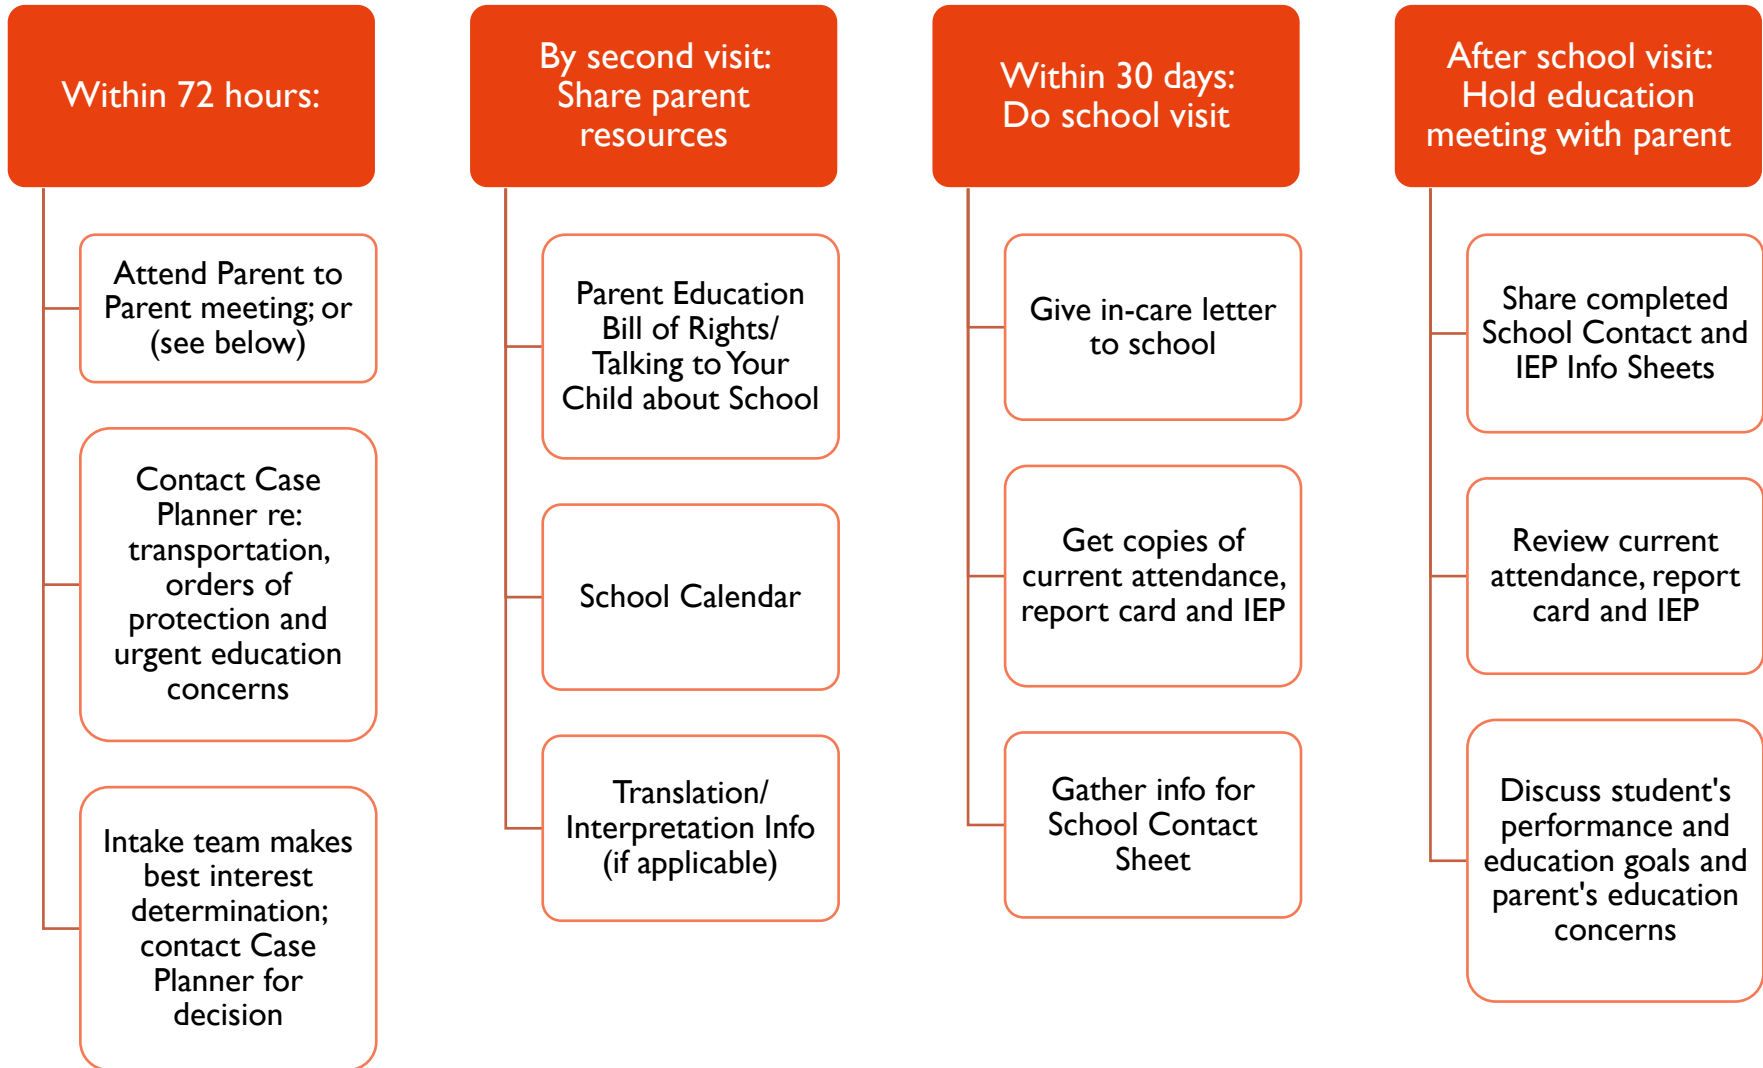 Within 72 hours:
Attend Parent to
Parent meeting; or
(see below)
Contact Case
Planner re:
transportation,
orders of
protection and
urgent education
concerns
Intake team makes
best interest
determination;
contact Case
Planner for
decision
By second visit:
Share parent
resources
Parent Education
Bill of Rights/
Talking to Your
Child about School
School Calendar
Translation/
Interpretation Info
(if applicable)
Within 30 days:
Do school visit
Give in-care letter
to school
Get copies of
current attendance,
report card and IEP
Gather info for
School Contact
Sheet
After school visit:
Hold education
meeting with parent
Share completed
School Contact and
IEP Info Sheets
Review current
attendance, report
card and IEP
Discuss student's
performance and
education goals and
parent's education
concerns